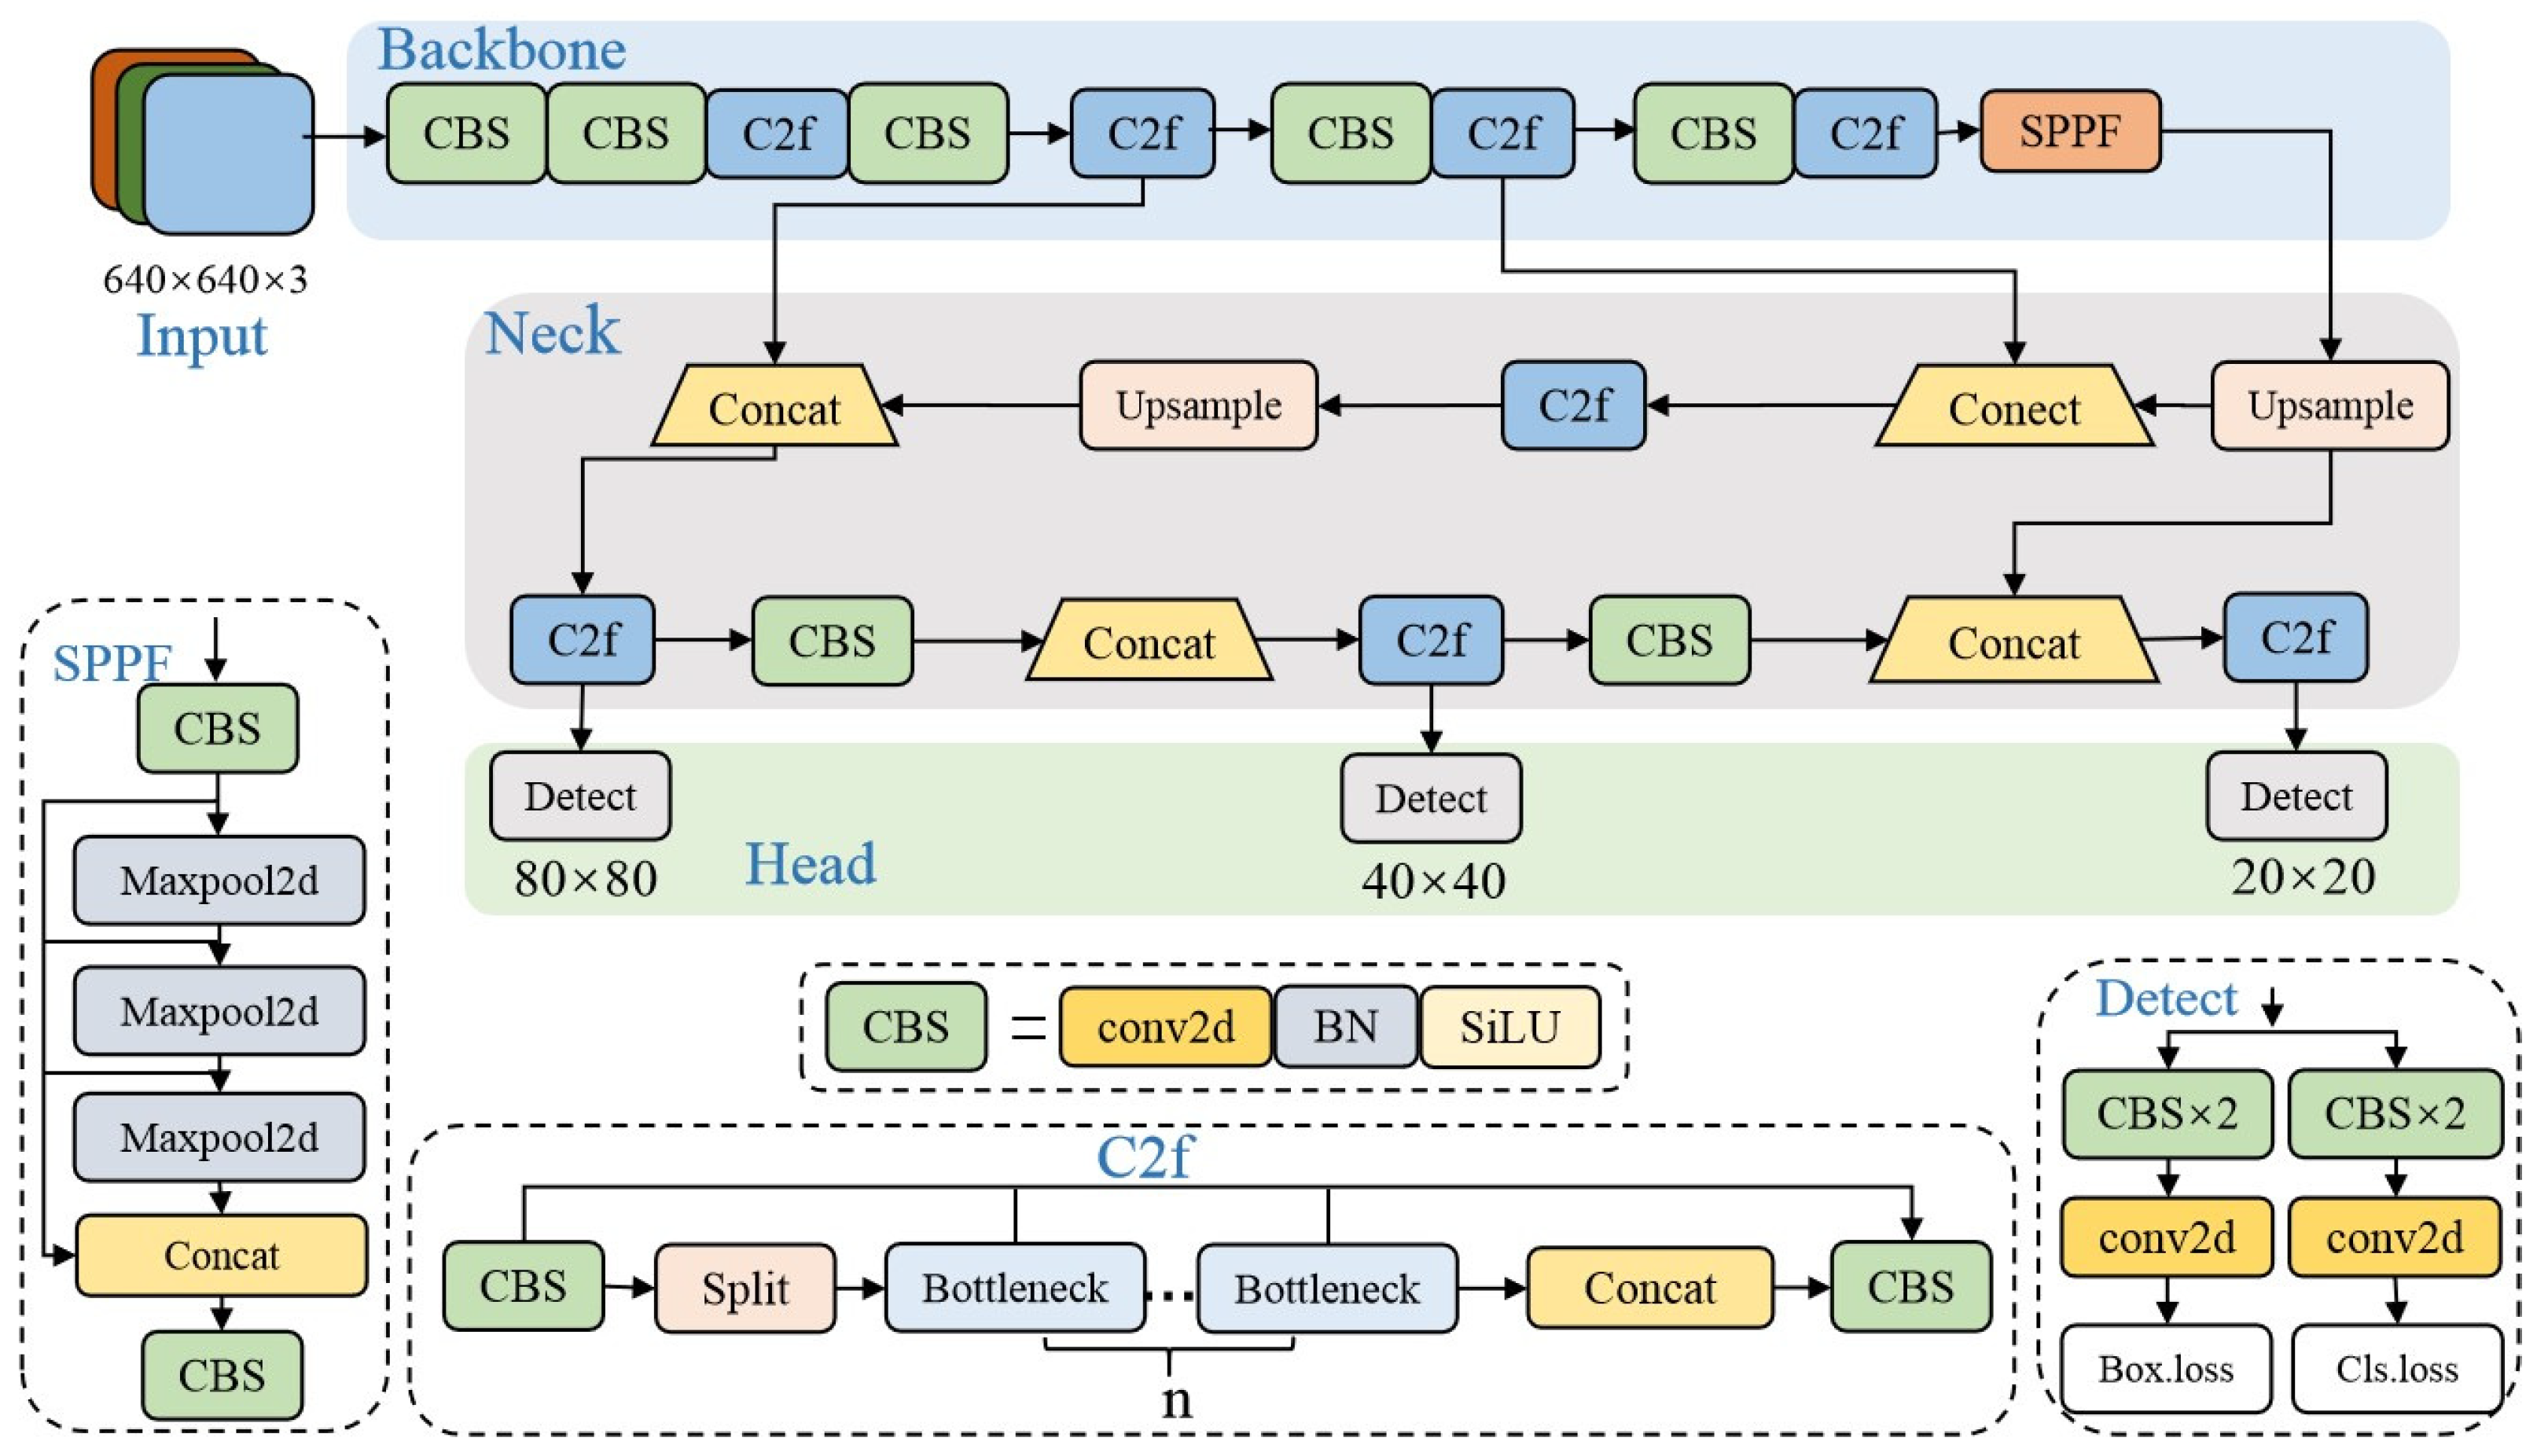 Backbone
CBS CBS C2f CBS C2f CBS C2f CBS C2f SPPF
640×640×3
Input
Neck
Concat Upsample C2f Conect Upsample
C2f CBS Concat C2f CBS Concat C2f
Detect Detect Detect
Head
80×80 40×40 20×20
SPPF
CBS
Maxpool2d
Maxpool2d
Maxpool2d
Concat
CBS
CBS = conv2d BN SiLU
C2f
CBS Split Bottleneck ... Bottleneck Concat CBS
n
Detect
CBS×2 CBS×2
conv2d conv2d
Box.loss Cls.loss